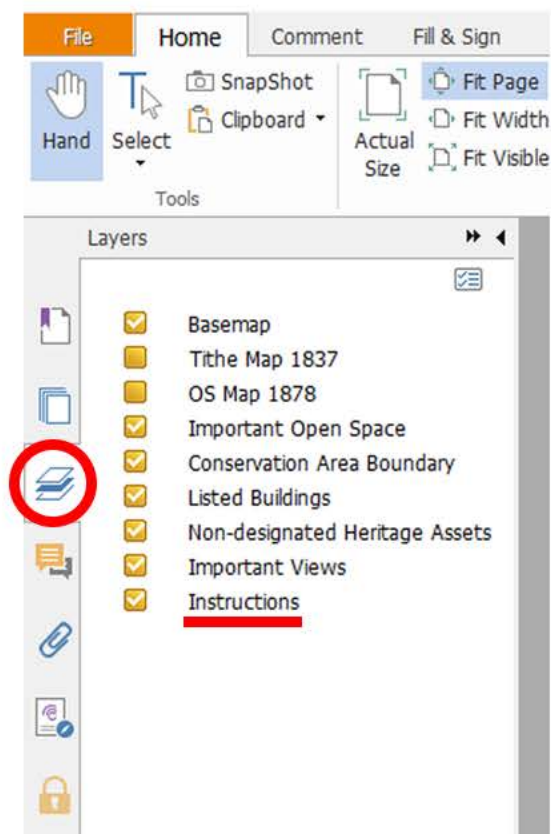 File Home Comment Fill & Sign
Hand
Select
SnapShot
Clipboard
Actual
Size
Fit Page
Fit Width
Fit Visible
Tools
Layers
Basemap
Tithe Map 1837
OS Map 1878
Important Open Space
Conservation Area Boundary
Listed Buildings
Non-designated Heritage Assets
Important Views
Instructions